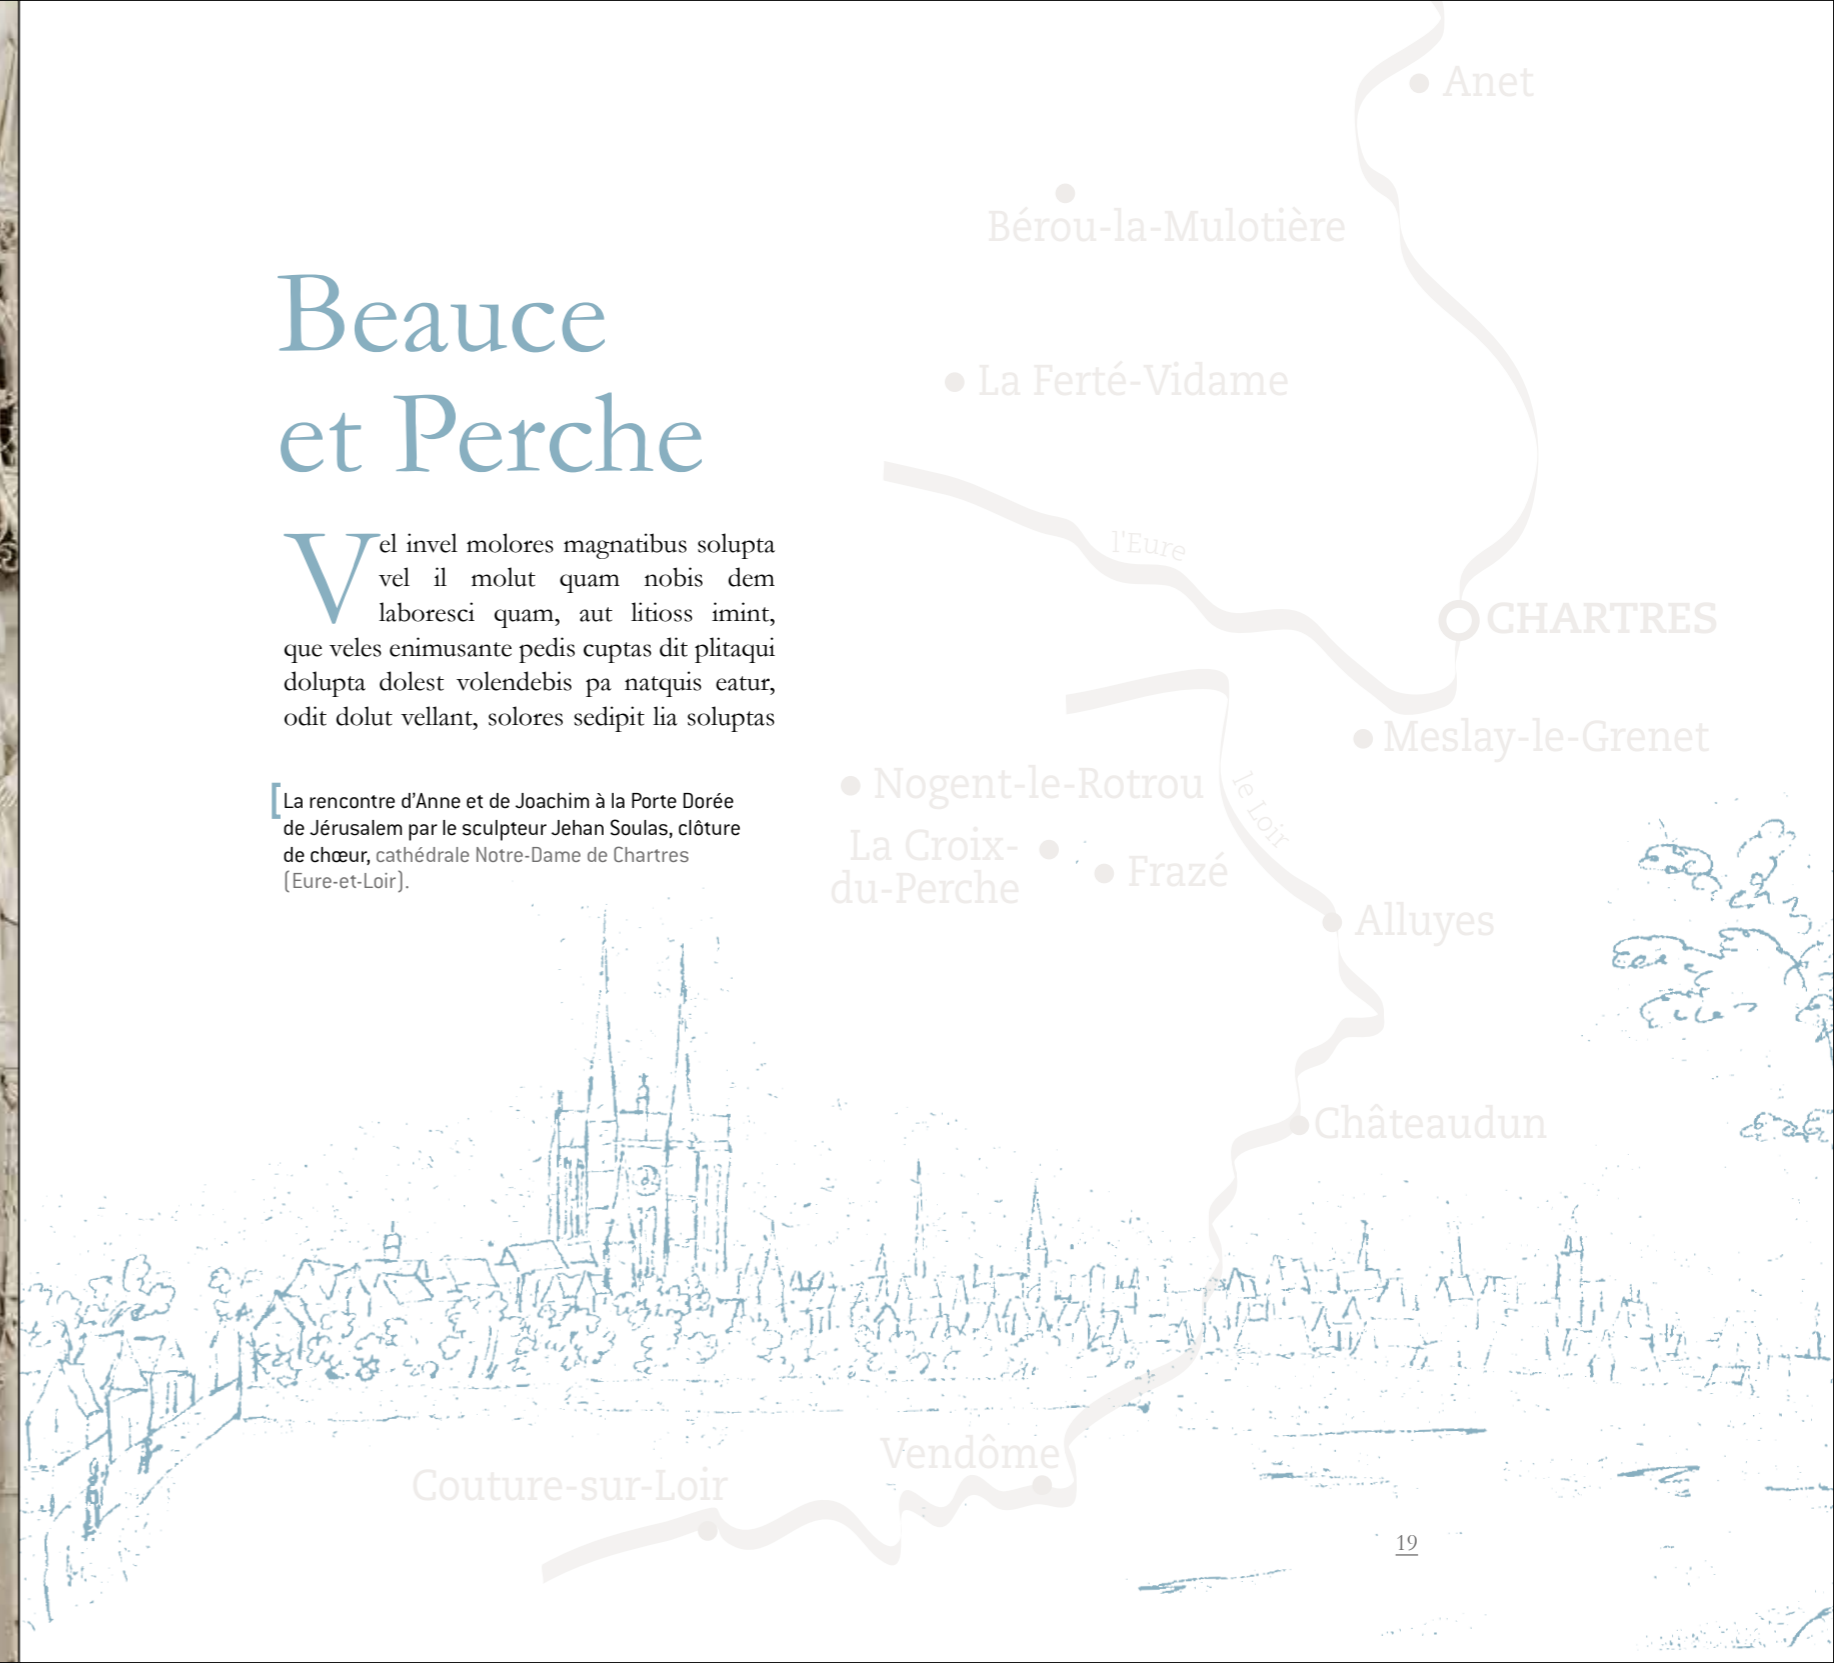 Beauce
et Perche
Vel invel molores magnatibus solupta
vel il molut quam nobis dem
laboresci quam, aut litioss imint,
que veles enimusante pedis cuptas dit plitaqui
dolupta dolest volendebis pa natquis eatur,
odit dolut vellant, solores sedipit lia soluptas
[La rencontre d’Anne et de Joachim à la Porte Dorée
de Jérusalem par le sculpteur Jehan Soulas, clôture
de chœur, cathédrale Notre-Dame de Chartres
(Eure-et-Loir).
Anet
Bérou-la-Mulotière
La Ferté-Vidame
l'Eure
CHARTRES
Meslay-le-Grenet
Nogent-le-Rotrou
le Loir
La Croix-
du-Perche
Frazé
Alluyes
Châteaudun
Vendôme
Couture-sur-Loir
19